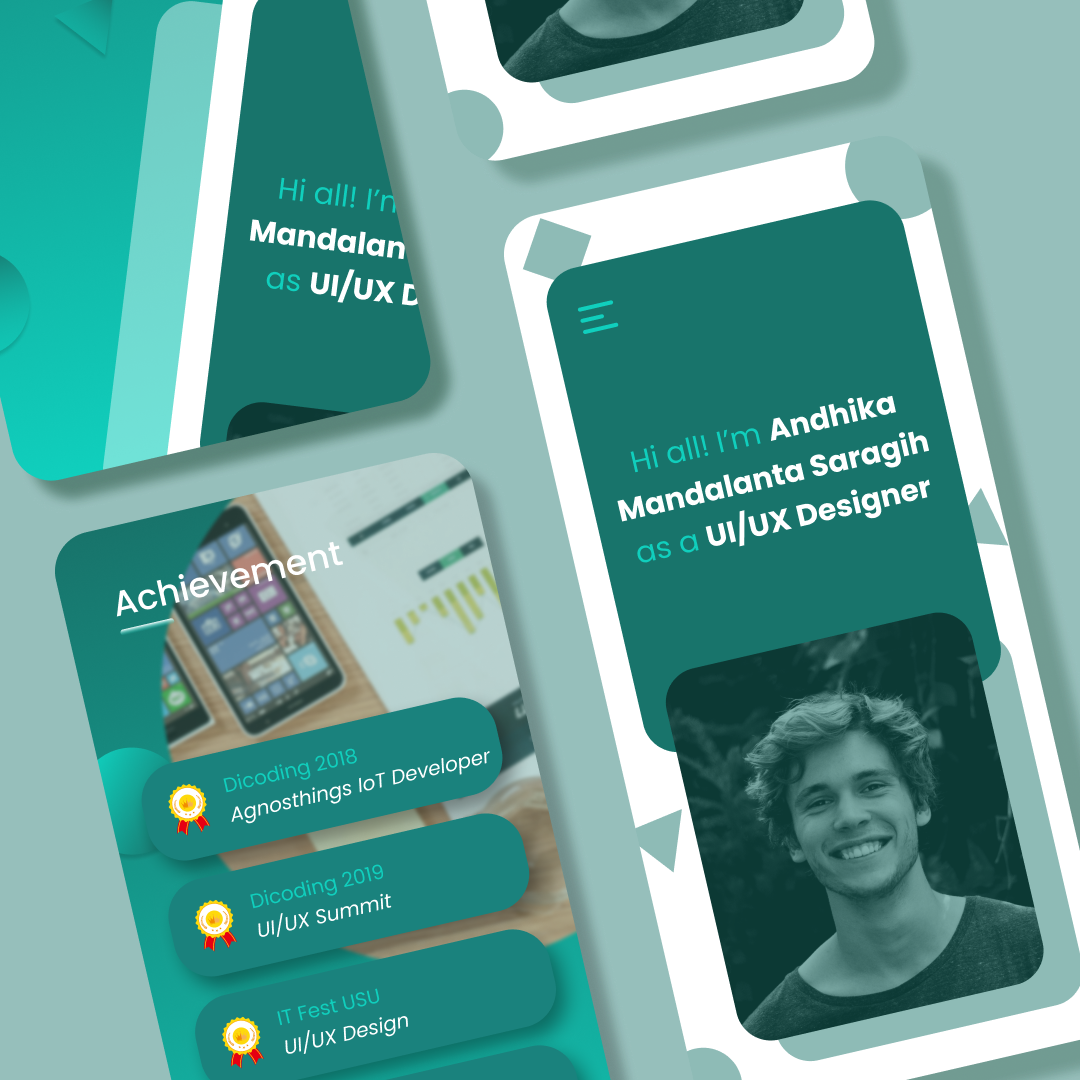 Hi all! I'm
Mandalan
as UI/UX D
Hi all! I'm Andhika
Mandalanta Saragih
as a UI/UX Designer
Achievement
Dicoding 2018
Agnosthings IoT Developer
Dicoding 2019
UI/UX Summit
IT Fest USU
UI/UX Design